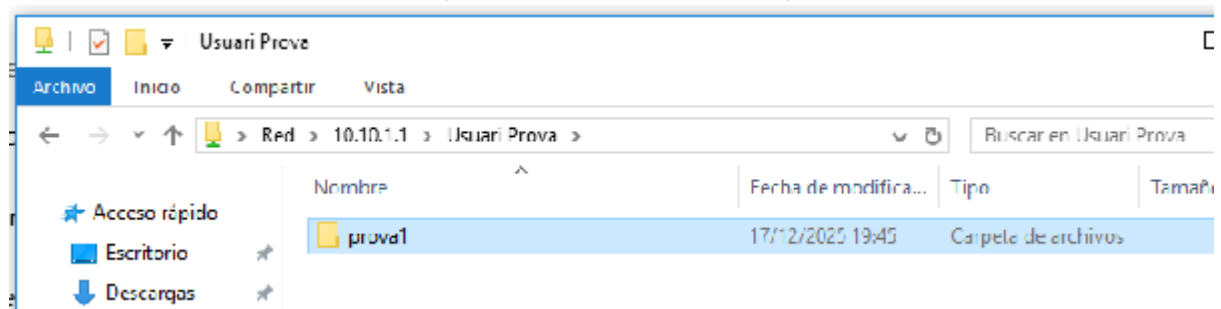 Usuari Prova
Archivo Inicio Compartir Vista
Red > 10.10.1.1 > Usuari Prova >
Buscar en Usuari Prova
Nombre Fecha de modifica... Tipo Tamañ
Acceso rápido
prova1 17/12/2025 19:45 Carpeta de archivos
Escritorio
Descargas